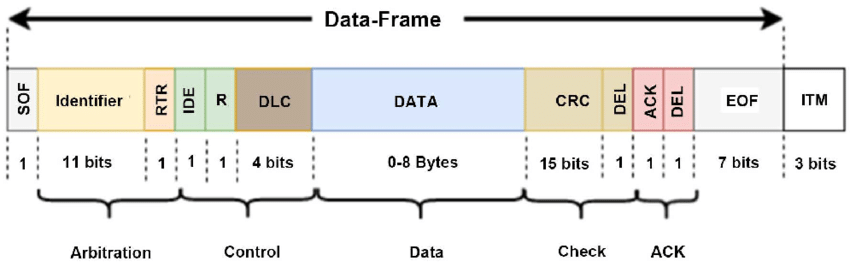 Data-Frame
SOF Identifier RTR IDE R DLC DATA CRC DEL ACK DEL EOF ITM
1 11 bits 1 1 1 4 bits 0-8 Bytes 15 bits 1 1 1 7 bits 3 bits
Arbitration Control Data Check ACK